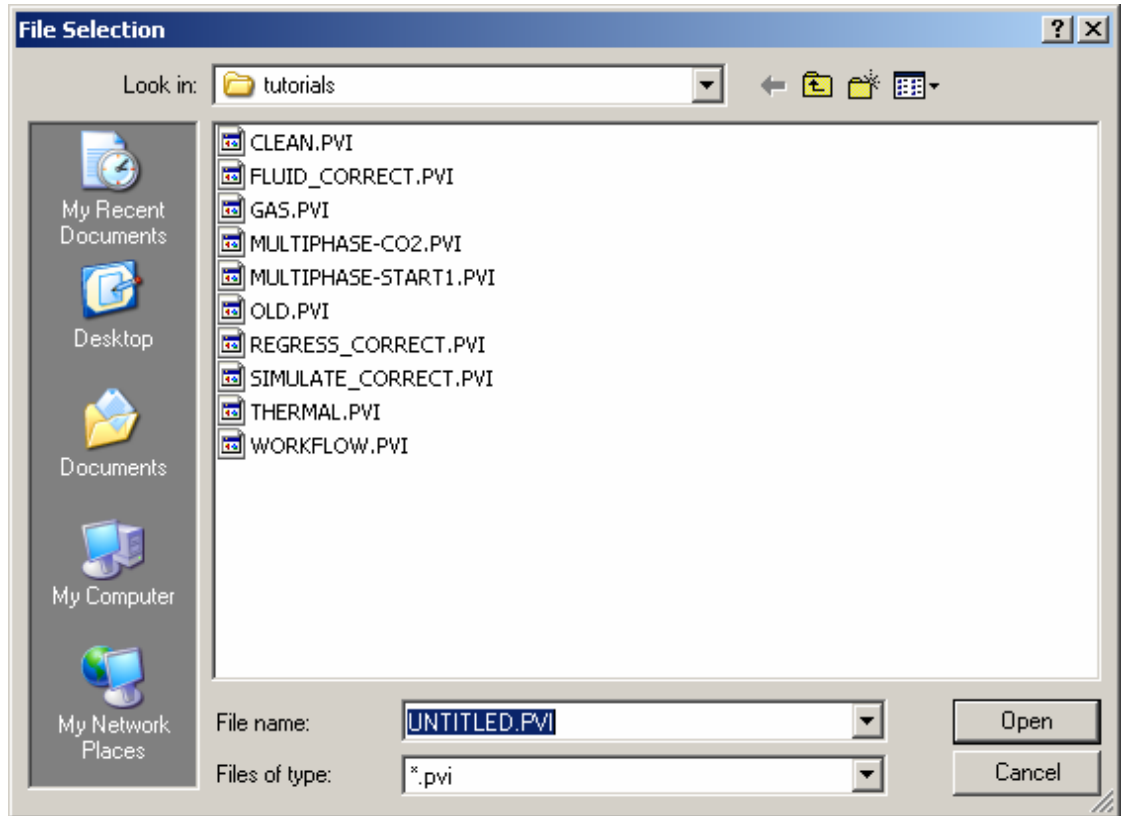 File Selection
Look in: tutorials
My Recent
Documents
Desktop
Documents
My Computer
My Network
Places
CLEAN.PVI
FLUID_CORRECT.PVI
GAS.PVI
MULTIPHASE-CO2.PVI
MULTIPHASE-START1.PVI
OLD.PVI
REGRESS_CORRECT.PVI
SIMULATE_CORRECT.PVI
THERMAL.PVI
WORKFLOW.PVI
File name: UNTITLED.PVI Open
Files of type: *.pvi Cancel